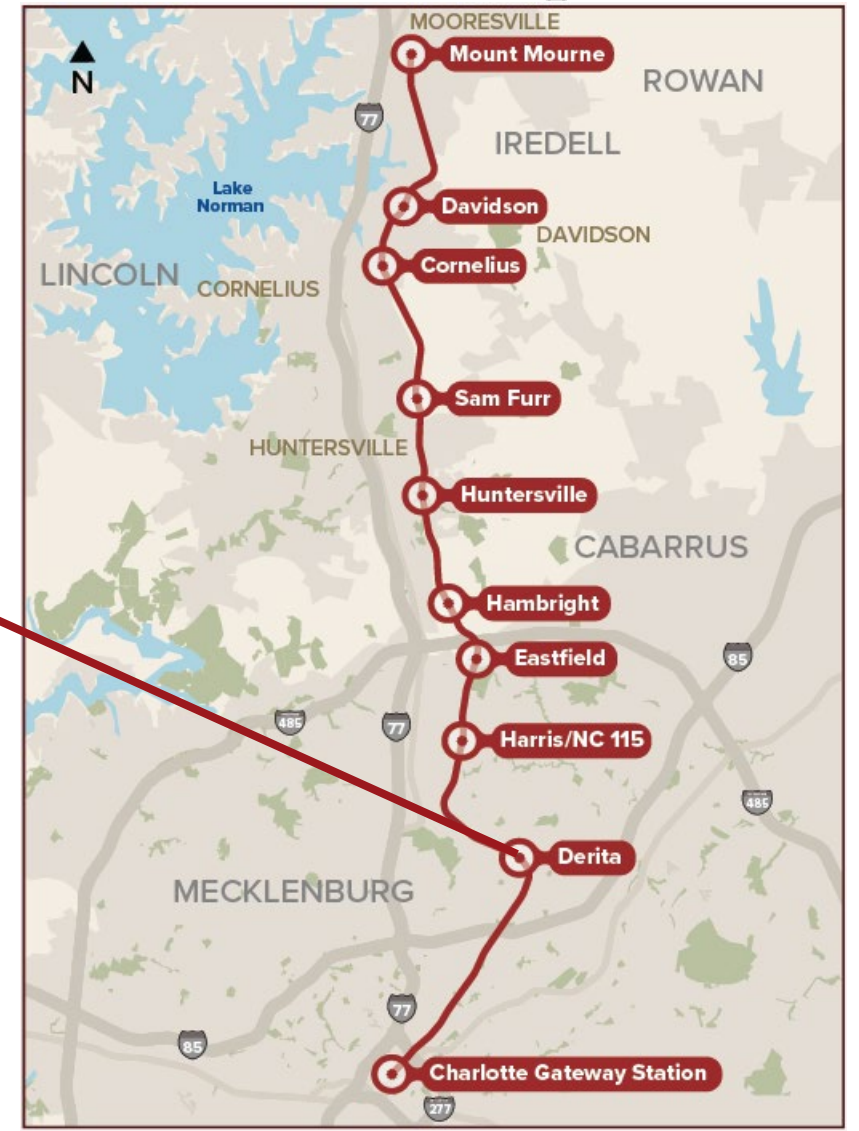 MOORESVILLE
Mount Mourne
N
ROWAN
77
IREDELL
Lake
Norman
Davidson
DAVIDSON
LINCOLN
Cornelius
CORNELIUS
Sam Furr
HUNTERSVILLE
Huntersville
CABARRUS
Hambright
Eastfield
85
485
77
Harris/NC 115
485
Derita
MECKLENBURG
77
85
Charlotte Gateway Station
277